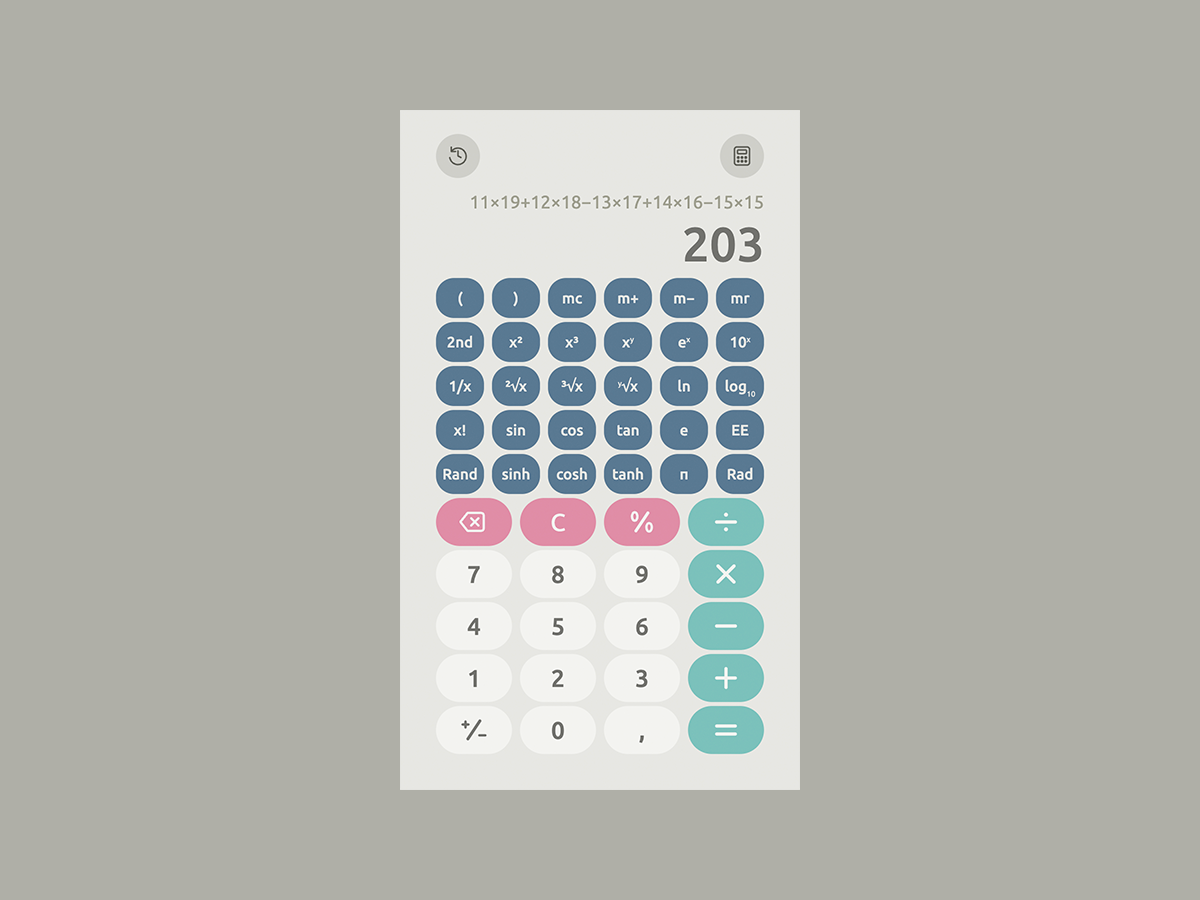 11×19+12×18−13×17+14×16−15×15
203
( ) mc m+ m− mr
2nd x² x³ xʸ eˣ 10ˣ
1/x ²√x ³√x ʸ√x ln log₁₀
x! sin cos tan e EE
Rand sinh cosh tanh π Rad
C % ÷
7 8 9 ×
4 5 6 −
1 2 3 +
+/− 0 , =